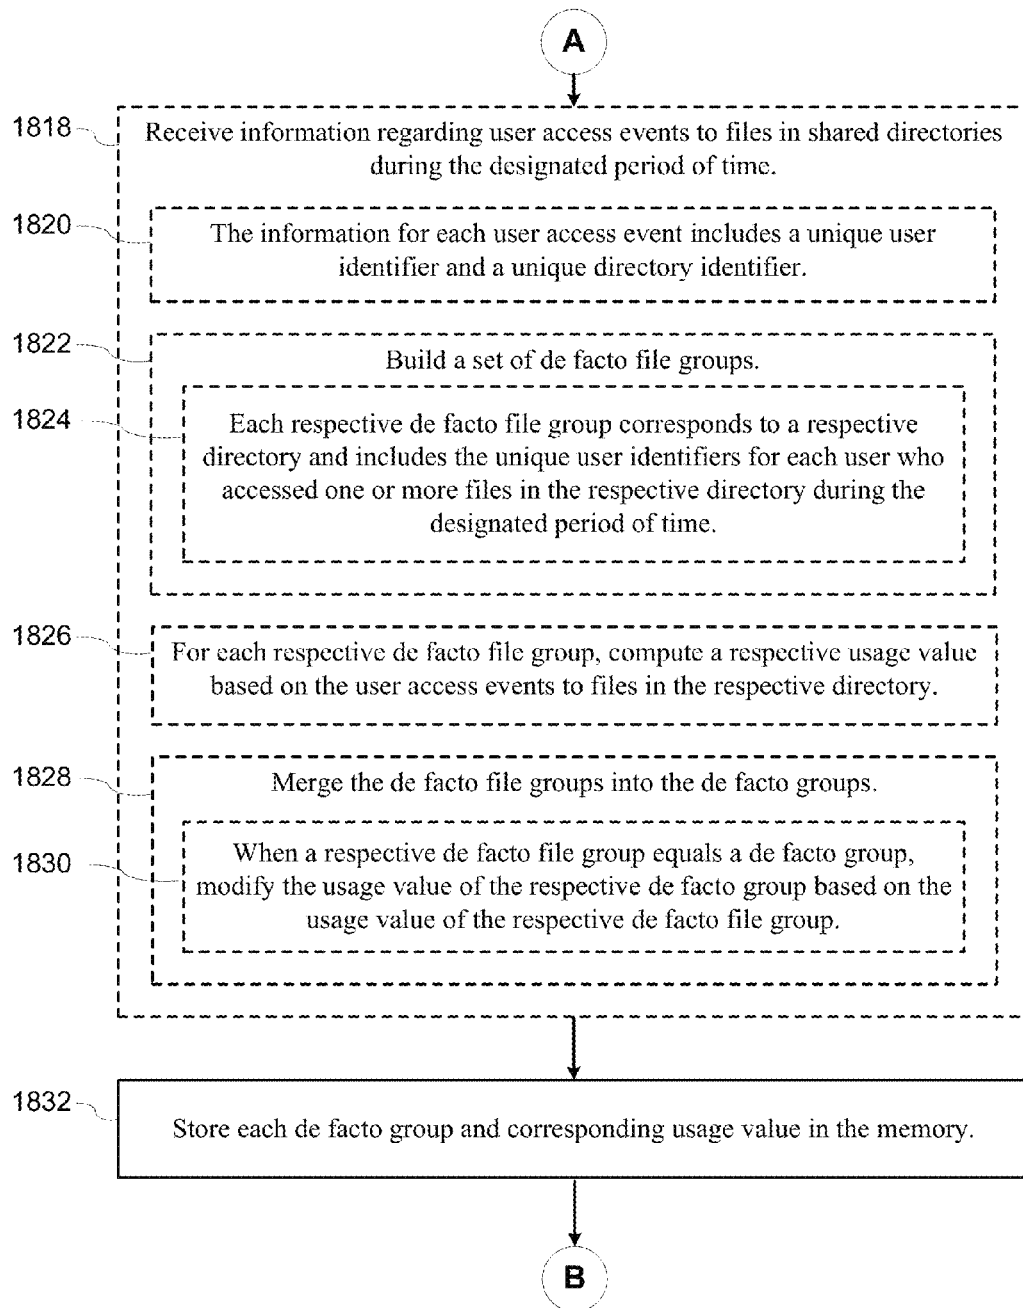 A
1818
Receive information regarding user access events to files in shared directories
during the designated period of time.
1820
The information for each user access event includes a unique user
identifier and a unique directory identifier.
1822
Build a set of de facto file groups.
1824
Each respective de facto file group corresponds to a respective
directory and includes the unique user identifiers for each user who
accessed one or more files in the respective directory during the
designated period of time.
1826
For each respective de facto file group, compute a respective usage value
based on the user access events to files in the respective directory.
1828
Merge the de facto file groups into the de facto groups.
1830
When a respective de facto file group equals a de facto group,
modify the usage value of the respective de facto group based on the
usage value of the respective de facto file group.
1832
Store each de facto group and corresponding usage value in the memory.
B